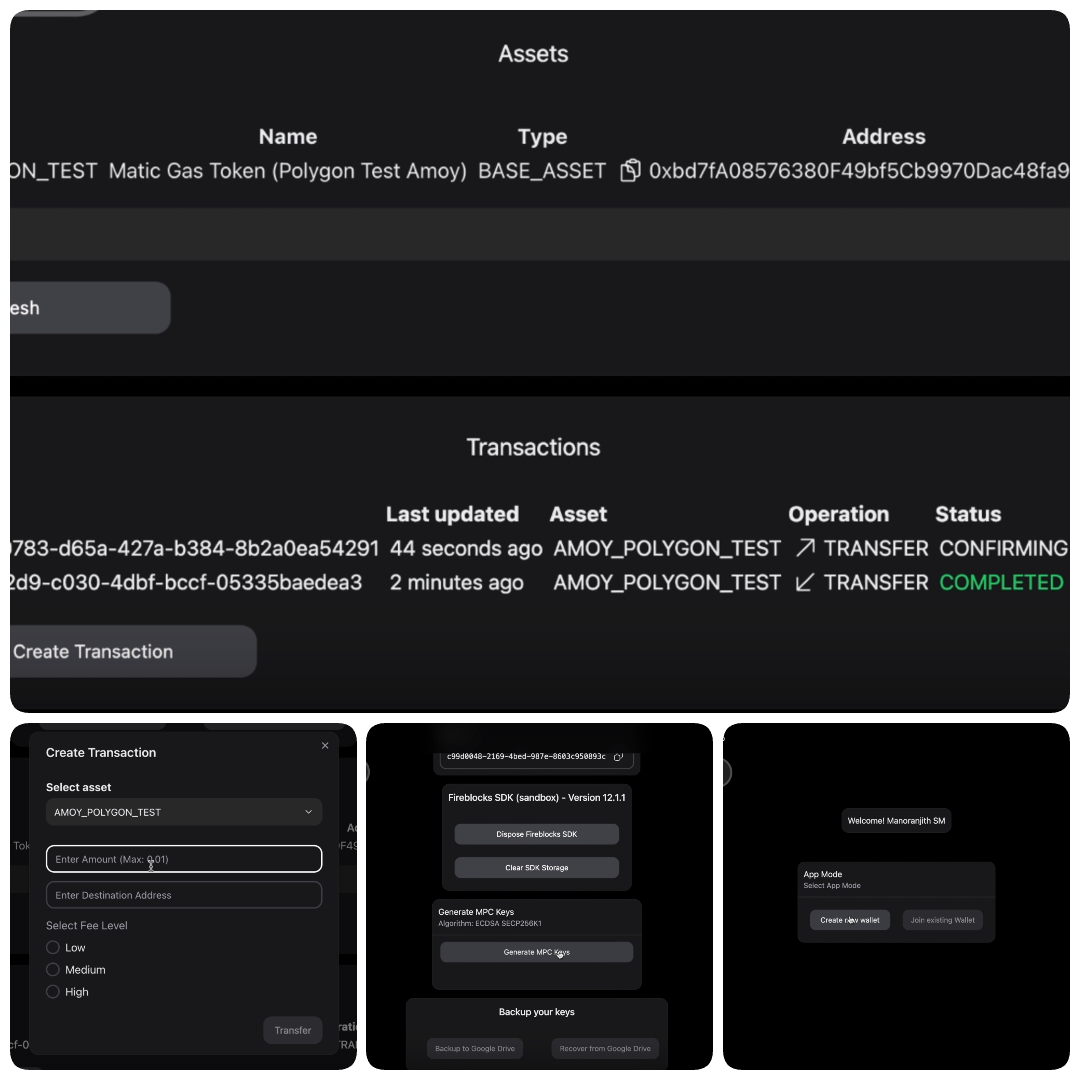 Assets
Name Type Address
ON_TEST Matic Gas Token (Polygon Test Amoy) BASE_ASSET 0xbd7fA08576380F49bf5Cb9970Dac48fa9
esh
Transactions
Last updated Asset Operation Status
0783-d65a-427a-b384-8b2a0ea54291 44 seconds ago AMOY_POLYGON_TEST TRANSFER CONFIRMING
2d9-c030-4dbf-bccf-05335baedea3 2 minutes ago AMOY_POLYGON_TEST TRANSFER COMPLETED
Create Transaction
Create Transaction
Select asset
AMOY_POLYGON_TEST
Tok
Enter Amount (Max: 0.01)
Enter Destination Address
Select Fee Level
Low
Medium
High
Transfer
cf-0
c99d0048-2169-4bed-987e-8603c950893c
Fireblocks SDK (sandbox) - Version 12.1.1
Dispose Fireblocks SDK
Clear SDK Storage
Generate MPC Keys
Algorithm: ECDSA SECP256K1
Generate MPC Keys
Backup your keys
Backup to Google Drive Recover from Google Drive
Welcome! Manoranjith SM
App Mode
Select App Mode
Create new wallet Join existing Wallet